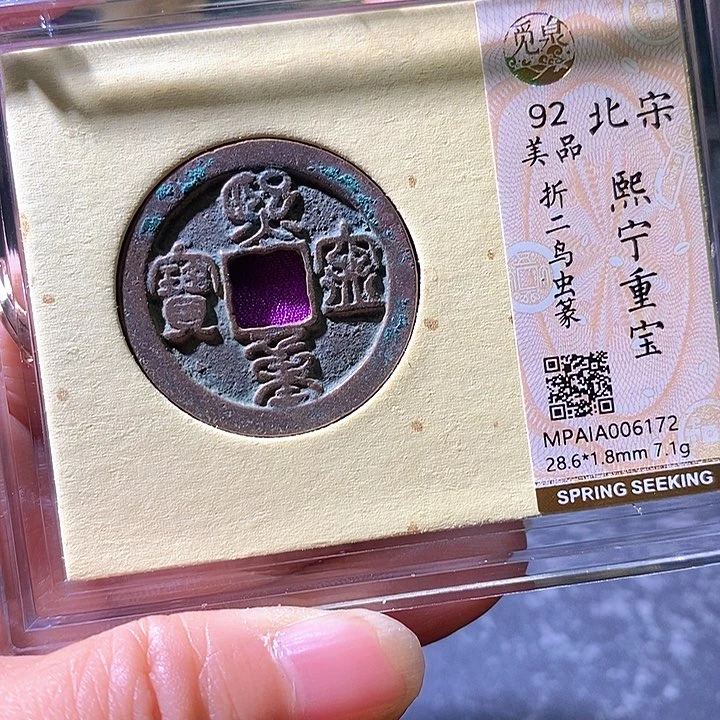 觅泉
北宋
熙宁重宝
92
美品
折二鸟虫篆
MPAIA006172
28.6*1.8mm 7.1g
SPRING SEEKING
熙寧重寶